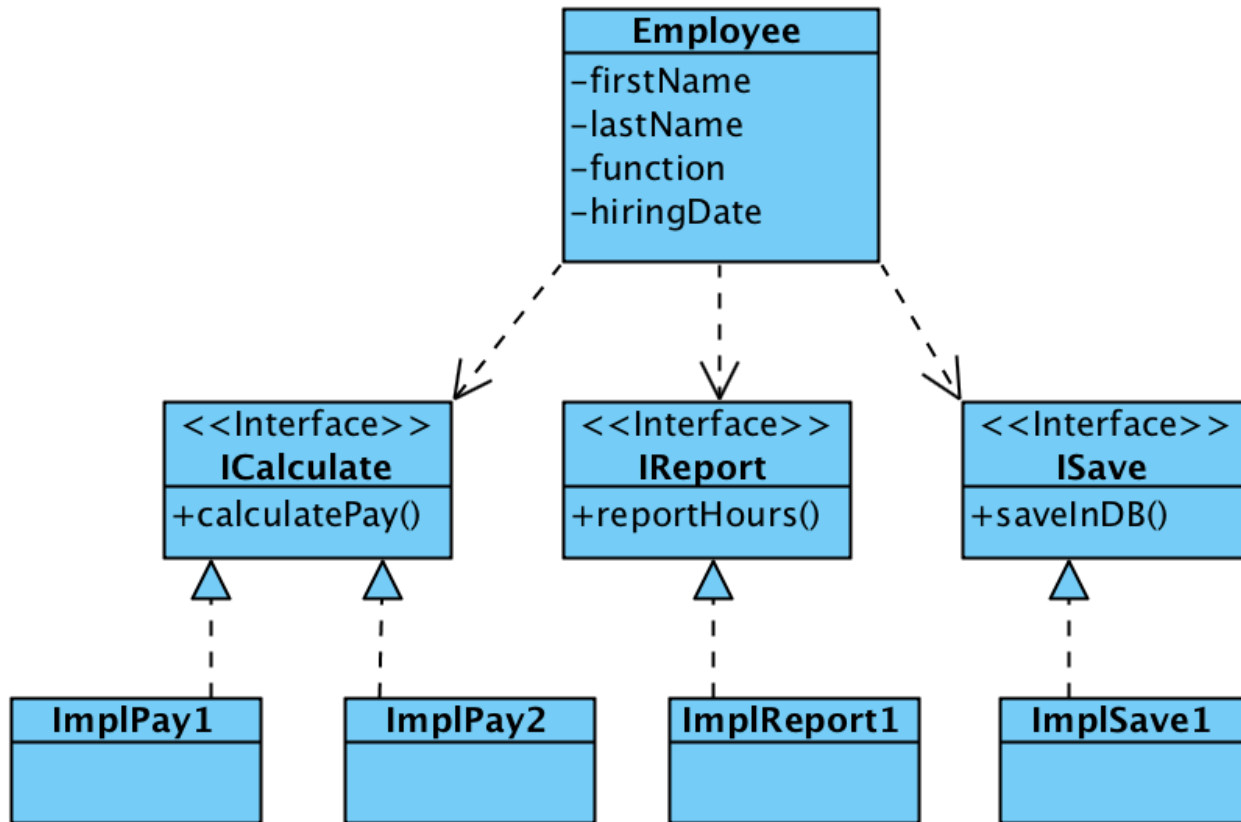 Employee
-firstName
-lastName
-function
-hiringDate
<<Interface>>
ICalculate
+calculatePay()
<<Interface>>
IReport
+reportHours()
<<Interface>>
ISave
+saveInDB()
ImplPay1
ImplPay2
ImplReport1
ImplSave1